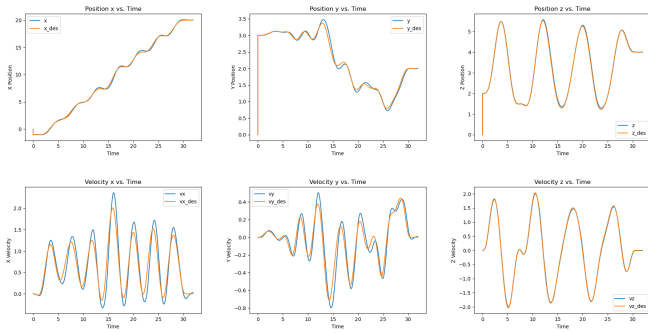 Position x vs. Time
Position y vs. Time
Position z vs. Time
x
x_des
y
y_des
z
z_des
X Position
Y Position
Z Position
20
15
10
5
0
3.5
3.0
2.5
2.0
1.5
1.0
0.5
0.0
5
4
3
2
1
0
0 5 10 15 20 25 30
0 5 10 15 20 25 30
0 5 10 15 20 25 30
Time
Time
Time
Velocity x vs. Time
Velocity y vs. Time
Velocity z vs. Time
vx
vx_des
vy
vy_des
vz
vz_des
X Velocity
Y Velocity
Z Velocity
2.0
1.5
1.0
0.5
0.0
0.4
0.2
0.0
−0.2
−0.4
−0.6
−0.8
2.0
1.5
1.0
0.5
0.0
−0.5
−1.0
−1.5
−2.0
0 5 10 15 20 25 30
0 5 10 15 20 25 30
0 5 10 15 20 25 30
Time
Time
Time